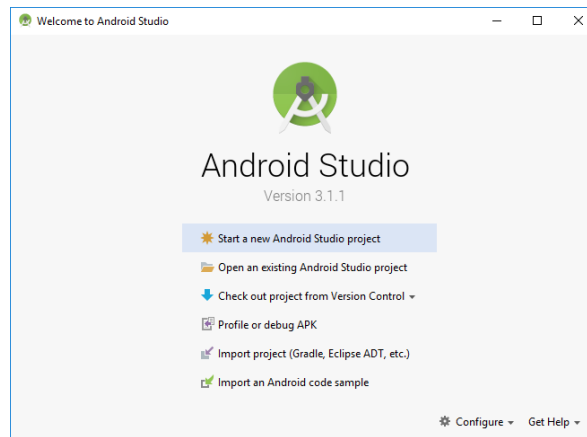 Welcome to Android Studio
Android Studio
Version 3.1.1
Start a new Android Studio project
Open an existing Android Studio project
Check out project from Version Control
Profile or debug APK
Import project (Gradle, Eclipse ADT, etc.)
Import an Android code sample
Configure Get Help